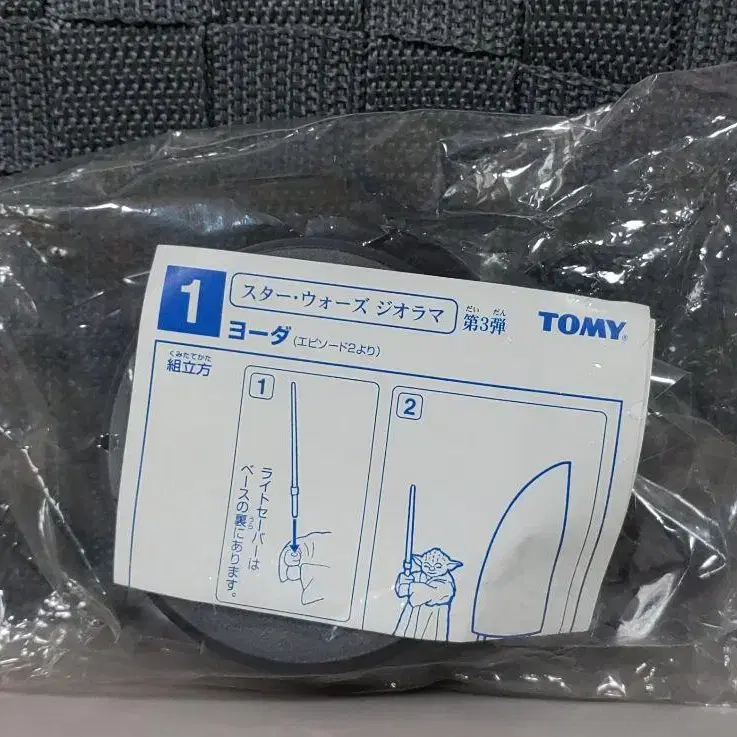 1
スター・ウォーズ ジオラマ
だい だん
第3弾
TOMY®
ヨーダ (エピソード2より)
くみたてかた
組立方
1
ライトセーバーは
ベースの裏にあります。
うら
2